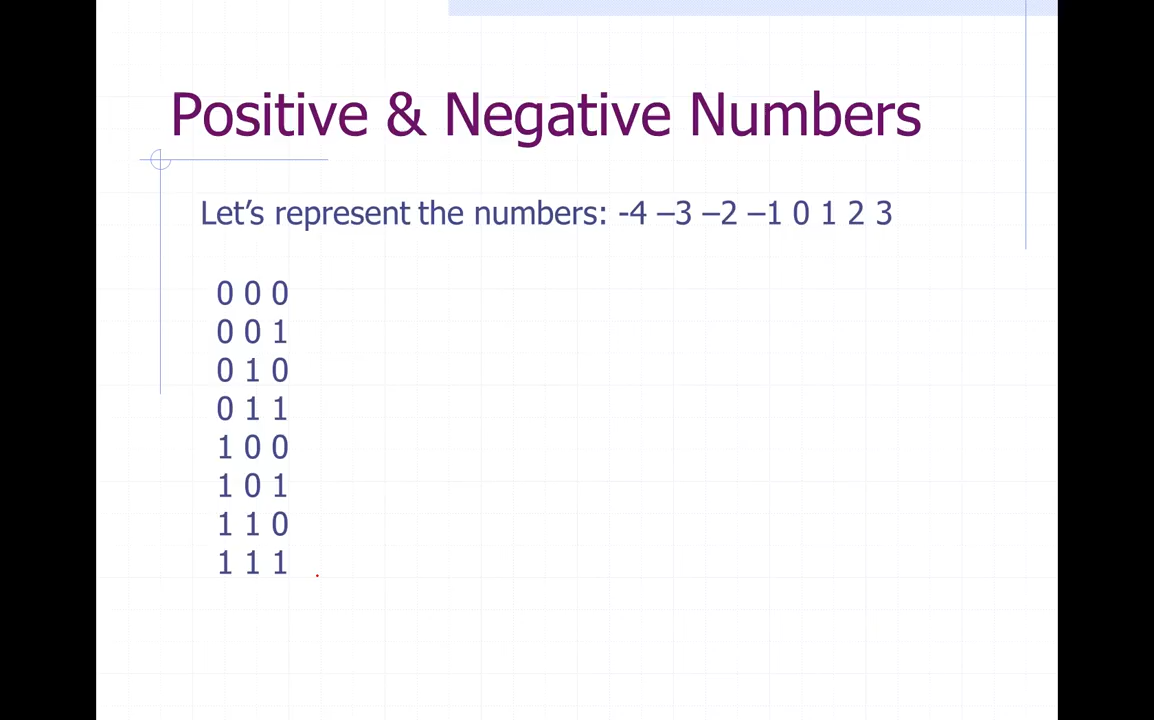 Positive & Negative Numbers
Let’s represent the numbers: -4 –3 –2 –1 0 1 2 3
0 0 0
0 0 1
0 1 0
0 1 1
1 0 0
1 0 1
1 1 0
1 1 1